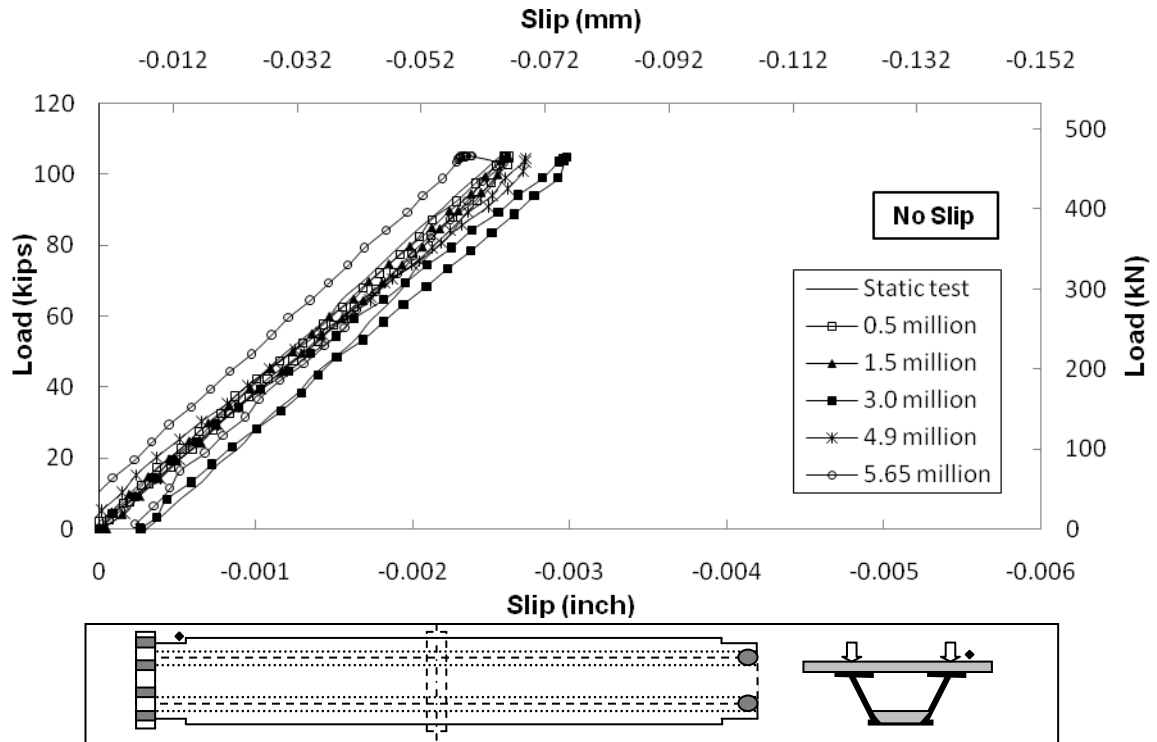 Slip (mm)
-0.012 -0.032 -0.052 -0.072 -0.092 -0.112 -0.132 -0.152
120
100
80
60
40
20
0
Load (kips)
500
400
300
200
100
0
Load (kN)
No Slip
Static test
0.5 million
1.5 million
3.0 million
4.9 million
5.65 million
0 -0.001 -0.002 -0.003 -0.004 -0.005 -0.006
Slip (inch)